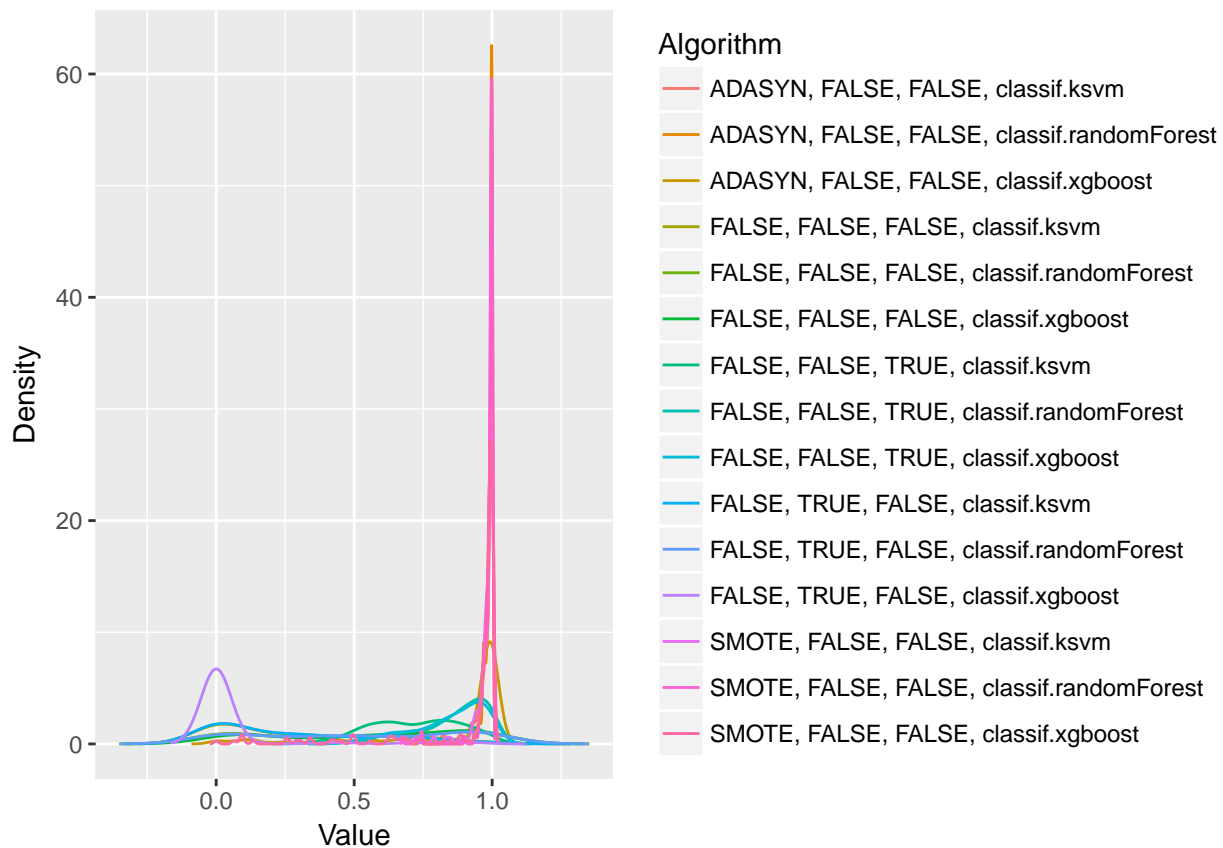 60
40
20
0
0.0 0.5 1.0
Value
Density
Algorithm
ADASYN, FALSE, FALSE, classif.ksvm
ADASYN, FALSE, FALSE, classif.randomForest
ADASYN, FALSE, FALSE, classif.xgboost
FALSE, FALSE, FALSE, classif.ksvm
FALSE, FALSE, FALSE, classif.randomForest
FALSE, FALSE, FALSE, classif.xgboost
FALSE, FALSE, TRUE, classif.ksvm
FALSE, FALSE, TRUE, classif.randomForest
FALSE, FALSE, TRUE, classif.xgboost
FALSE, TRUE, FALSE, classif.ksvm
FALSE, TRUE, FALSE, classif.randomForest
FALSE, TRUE, FALSE, classif.xgboost
SMOTE, FALSE, FALSE, classif.ksvm
SMOTE, FALSE, FALSE, classif.randomForest
SMOTE, FALSE, FALSE, classif.xgboost